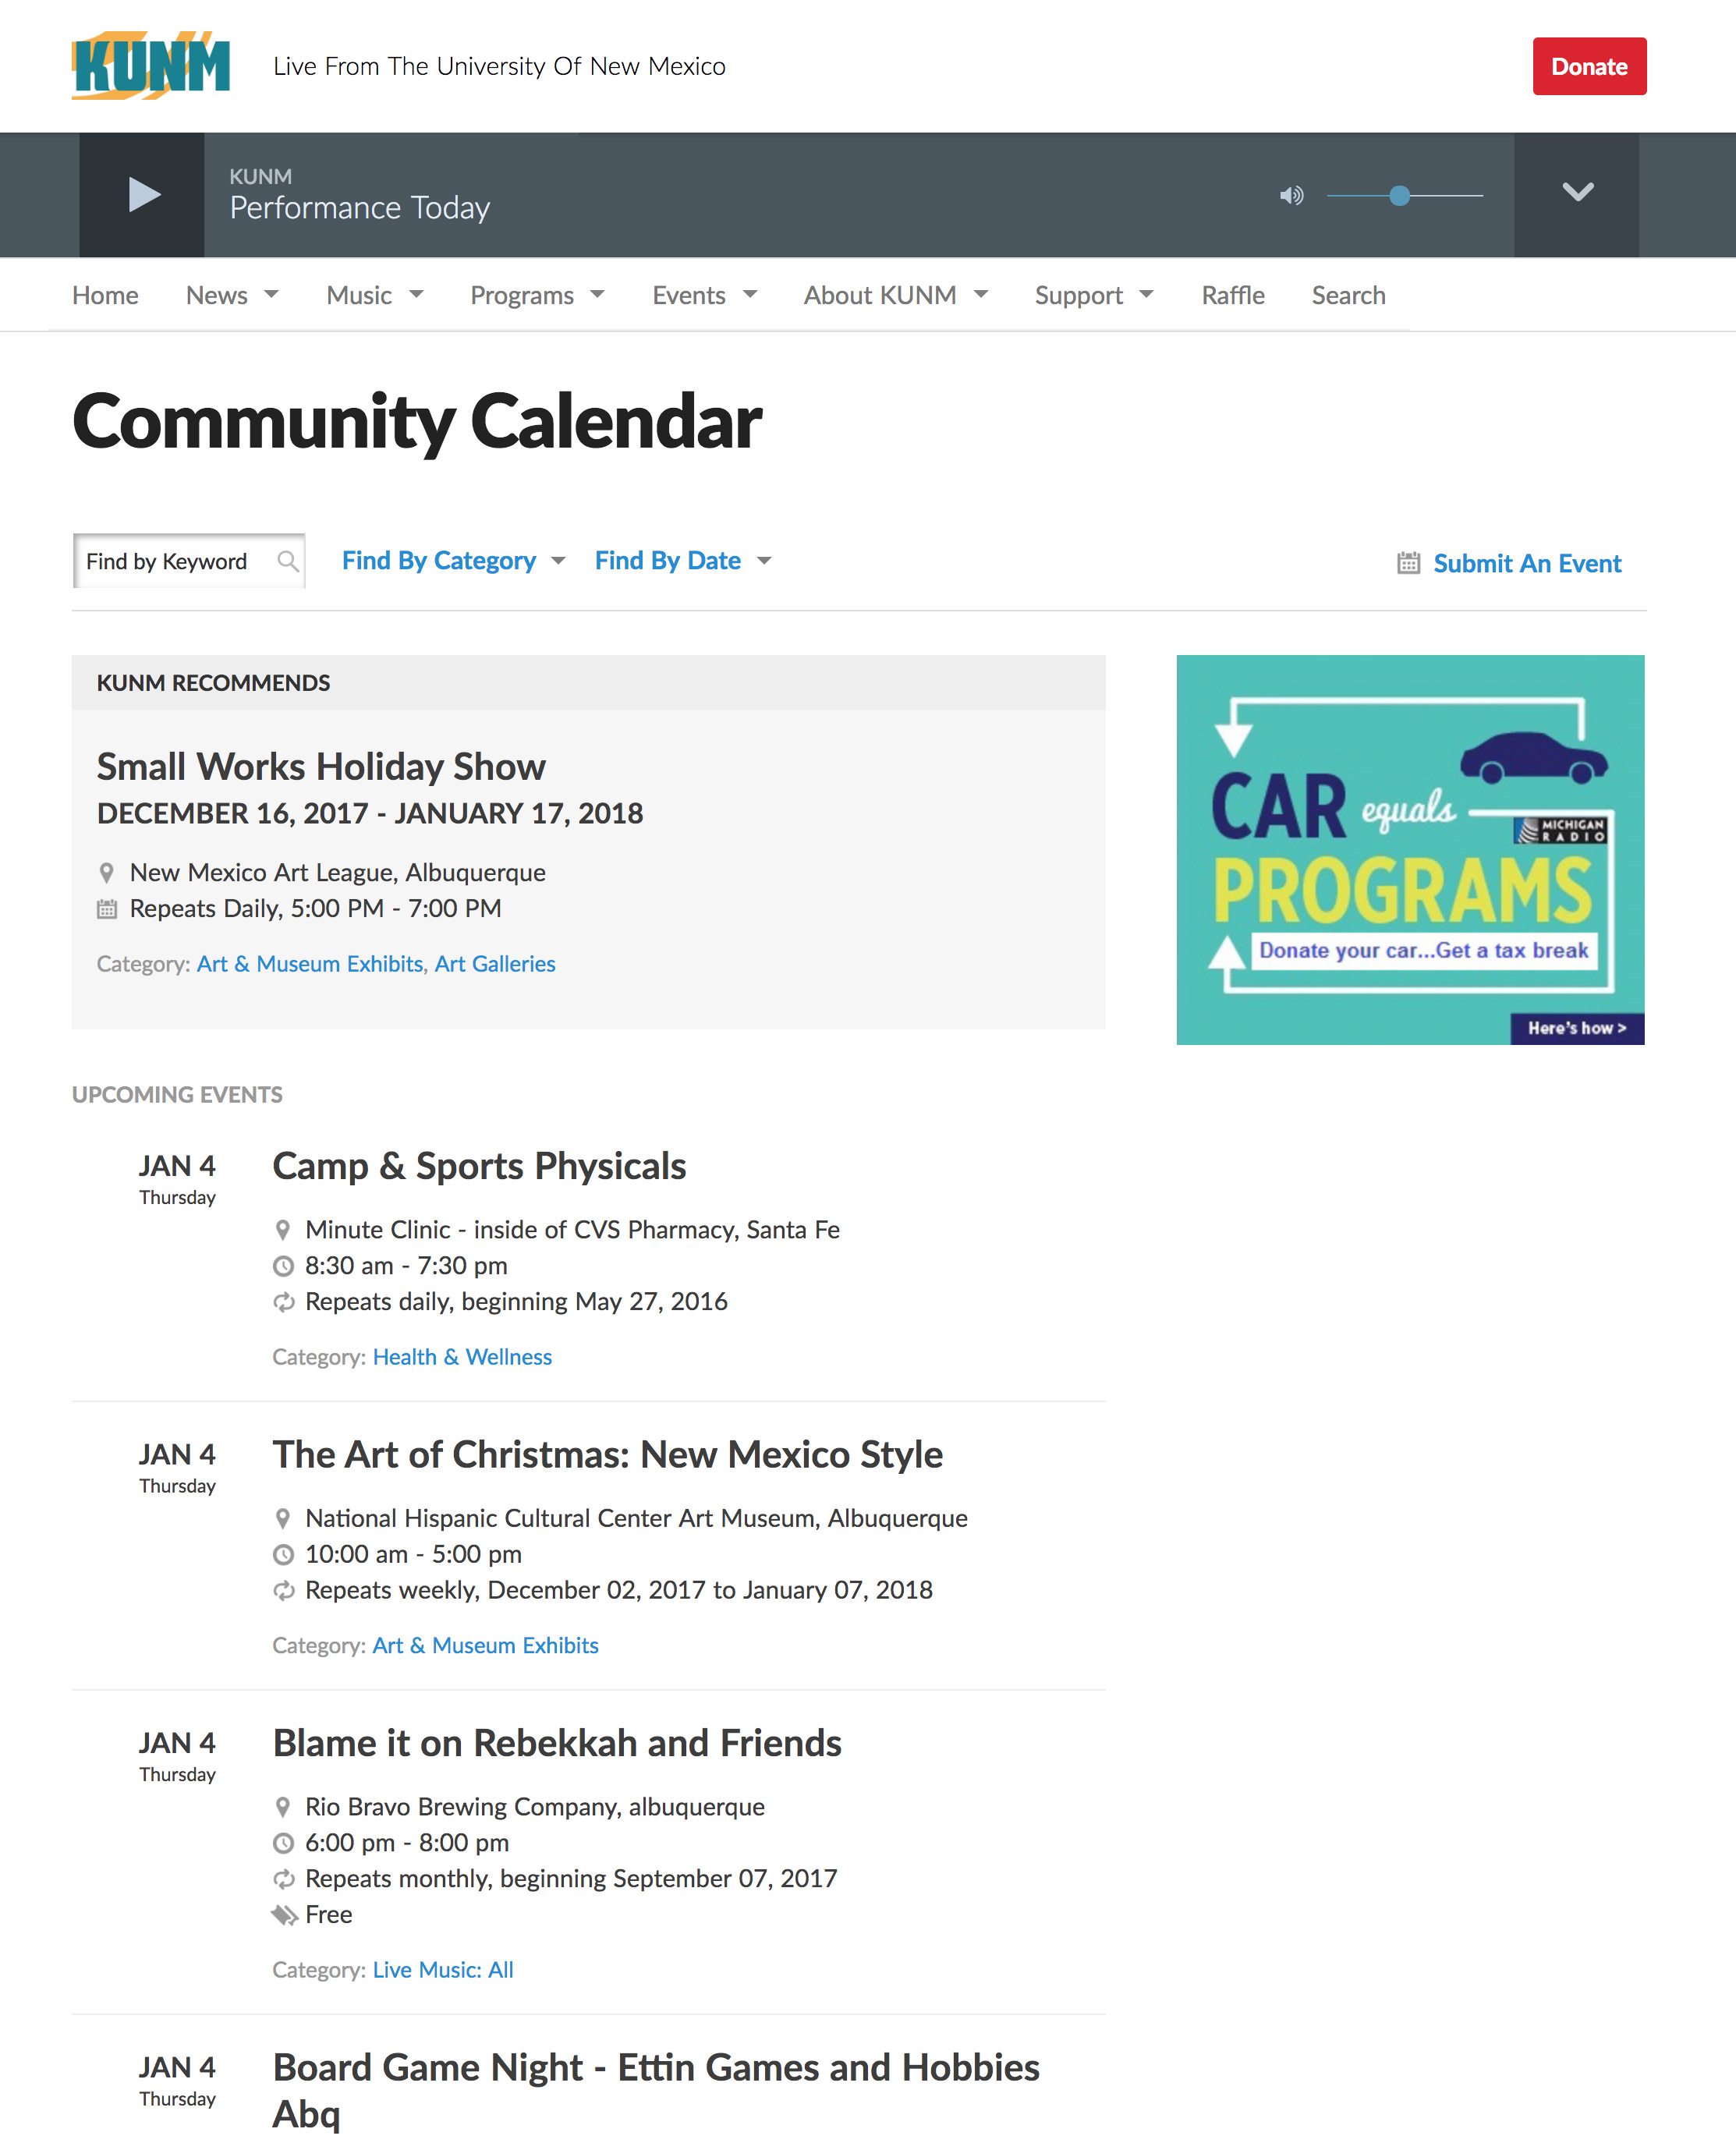 KUNM
Live From The University Of New Mexico
Donate
KUNM
Performance Today
Home News Music Programs Events About KUNM Support Raffle Search
Community Calendar
Find by Keyword Find By Category Find By Date Submit An Event
KUNM RECOMMENDS
Small Works Holiday Show
DECEMBER 16, 2017 - JANUARY 17, 2018
New Mexico Art League, Albuquerque
Repeats Daily, 5:00 PM - 7:00 PM
Category: Art & Museum Exhibits, Art Galleries
CAR equals
MICHIGAN
RADIO
PROGRAMS
Donate your car...Get a tax break
Here's how >
UPCOMING EVENTS
JAN 4
Thursday
Camp & Sports Physicals
Minute Clinic - inside of CVS Pharmacy, Santa Fe
8:30 am - 7:30 pm
Repeats daily, beginning May 27, 2016
Category: Health & Wellness
JAN 4
Thursday
The Art of Christmas: New Mexico Style
National Hispanic Cultural Center Art Museum, Albuquerque
10:00 am - 5:00 pm
Repeats weekly, December 02, 2017 to January 07, 2018
Category: Art & Museum Exhibits
JAN 4
Thursday
Blame it on Rebekkah and Friends
Rio Bravo Brewing Company, albuquerque
6:00 pm - 8:00 pm
Repeats monthly, beginning September 07, 2017
Free
Category: Live Music: All
JAN 4
Thursday
Board Game Night - Ettin Games and Hobbies
Abq